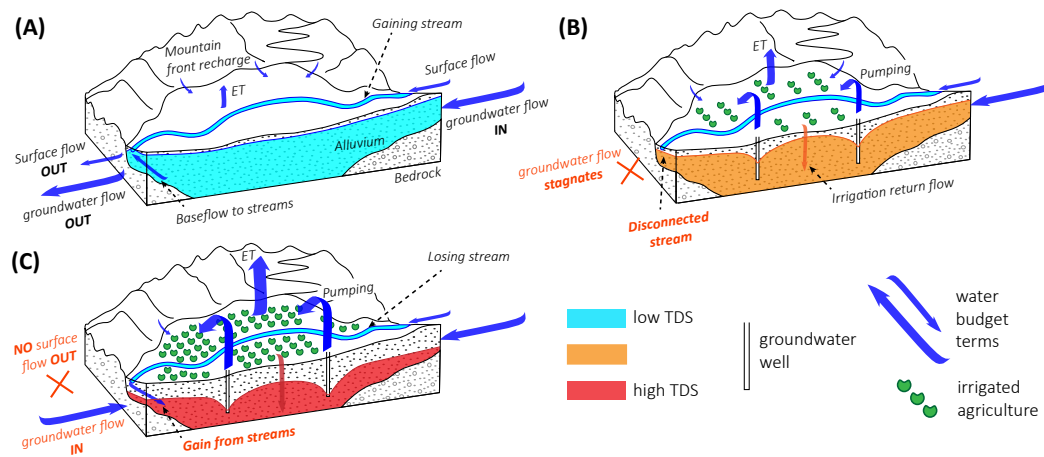 (A)
Gaining stream
Mountain
front recharge
Surface flow
ET
groundwater flow
IN
Alluvium
Bedrock
Surface flow
OUT
groundwater flow
OUT
Baseflow to streams
(B)
ET
Pumping
groundwater flow
stagnates
Irrigation return flow
Disconnected
stream
(C)
ET
Losing stream
Pumping
NO surface
flow OUT
groundwater flow
IN
Gain from streams
low TDS
high TDS
groundwater
well
water
budget
terms
irrigated
agriculture